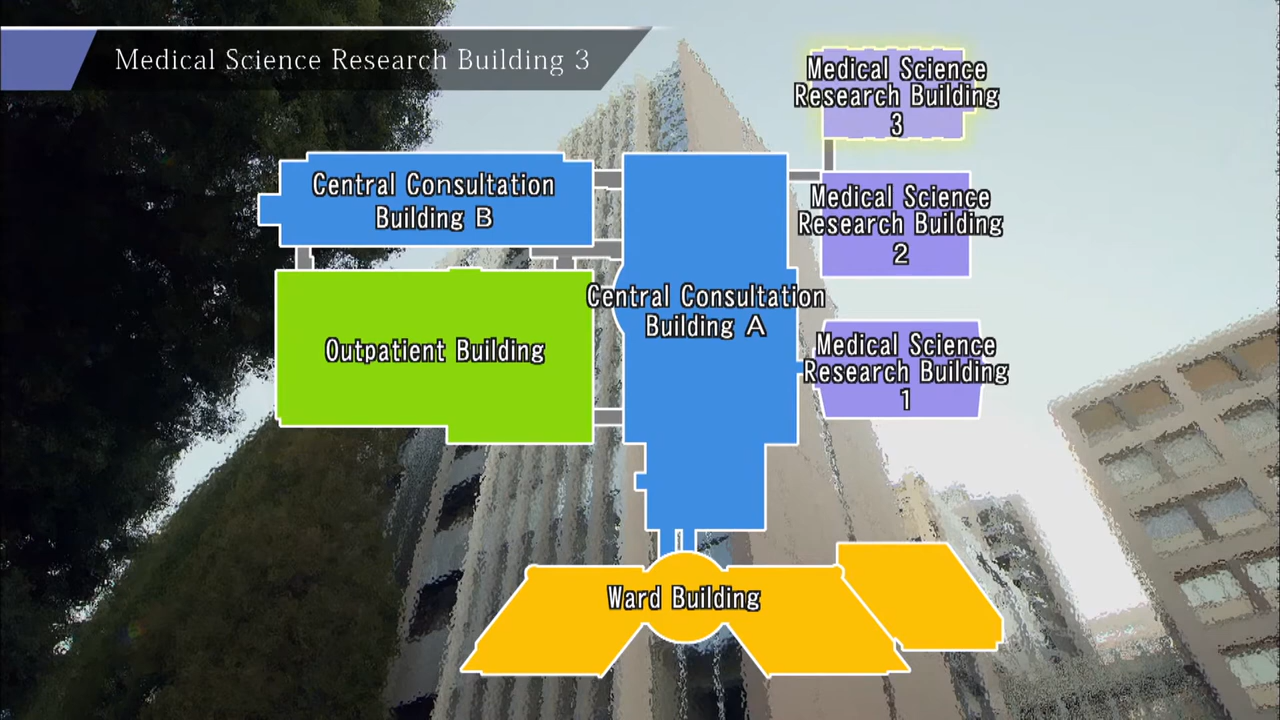 Medical Science Research Building 3
Medical Science
Research Building
3
Central Consultation
Building B
Medical Science
Research Building
2
Central Consultation
Building A
Outpatient Building
Medical Science
Research Building
1
Ward Building